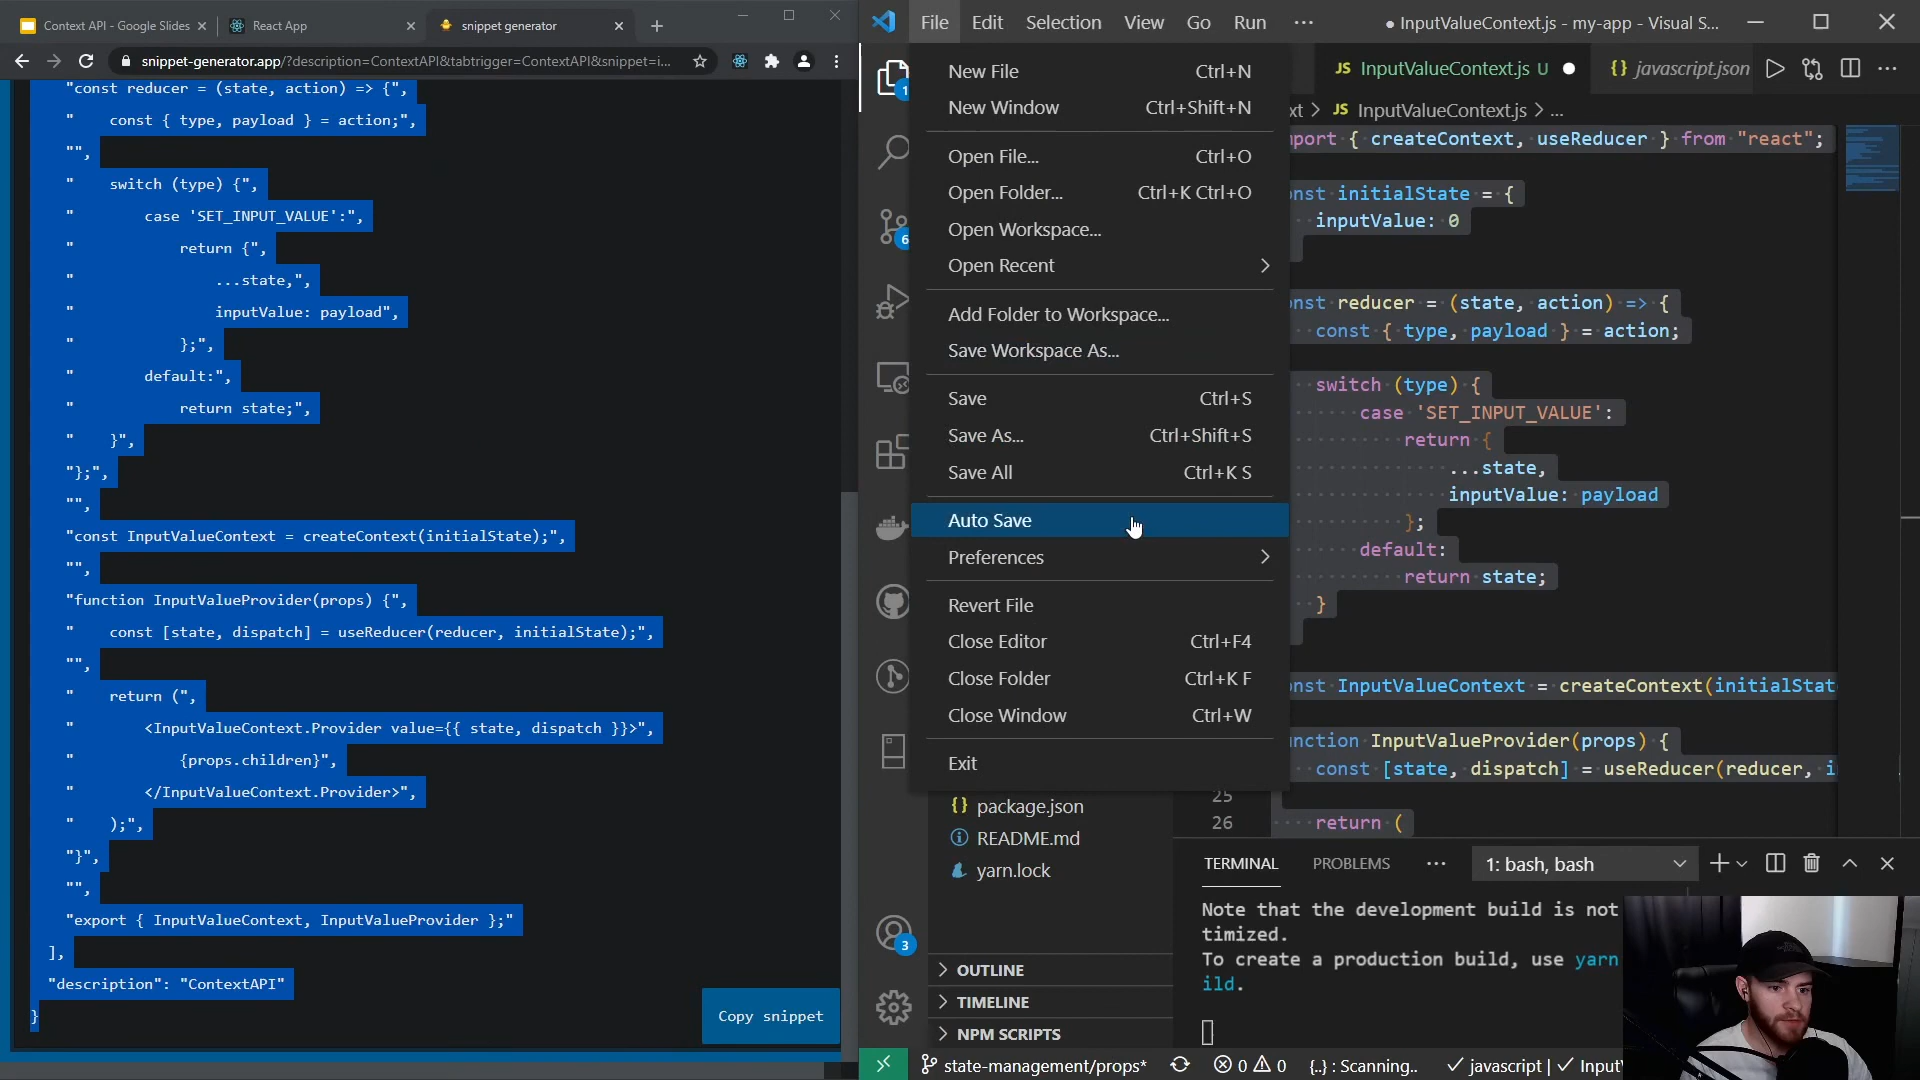 Context API - Google Slides
React App
snippet generator
snippet-generator.app/?description=ContextAPI&tabtrigger=ContextAPI&snippet=i...
"const reducer = (state, action) => {",
"    const { type, payload } = action;",
"",
"    switch (type) {",
"        case 'SET_INPUT_VALUE':",
"            return {",
"                ...state,",
"                inputValue: payload",
"            };",
"        default:",
"            return state;",
"    }",
"};",
"",
"const InputValueContext = createContext(initialState);",
"",
"function InputValueProvider(props) {",
"    const [state, dispatch] = useReducer(reducer, initialState);",
"",
"    return (",
"        <InputValueContext.Provider value={{ state, dispatch }}>",
"            {props.children}",
"        </InputValueContext.Provider>",
"    );",
"}",
"",
"export { InputValueContext, InputValueProvider };"
],
"description": "ContextAPI"
}
Copy snippet
File Edit Selection View Go Run ···
● InputValueContext.js - my-app - Visual S...
New File Ctrl+N
New Window Ctrl+Shift+N
Open File... Ctrl+O
Open Folder... Ctrl+K Ctrl+O
Open Workspace...
Open Recent
Add Folder to Workspace...
Save Workspace As...
Save Ctrl+S
Save As... Ctrl+Shift+S
Save All Ctrl+K S
Auto Save
Preferences
Revert File
Close Editor Ctrl+F4
Close Folder Ctrl+K F
Close Window Ctrl+W
Exit
1
6
3
package.json
README.md
yarn.lock
OUTLINE
TIMELINE
NPM SCRIPTS
JS InputValueContext.js U
{} javascript.json
xt > JS InputValueContext.js > ...
port { createContext, useReducer } from "react";
nst initialState = {
inputValue: 0
nst reducer = (state, action) => {
const { type, payload } = action;
switch (type) {
case 'SET_INPUT_VALUE':
return {
...state,
inputValue: payload
};
default:
return state;
}
nst InputValueContext = createContext(initialStat
nction InputValueProvider(props) {
const [state, dispatch] = useReducer(reducer, i
25
26 return (
TERMINAL PROBLEMS ··· 1: bash, bash
Note that the development build is not
timized.
To create a production build, use yarn
ild.
state-management/props* 0 0 {..} : Scanning.. javascript | Input